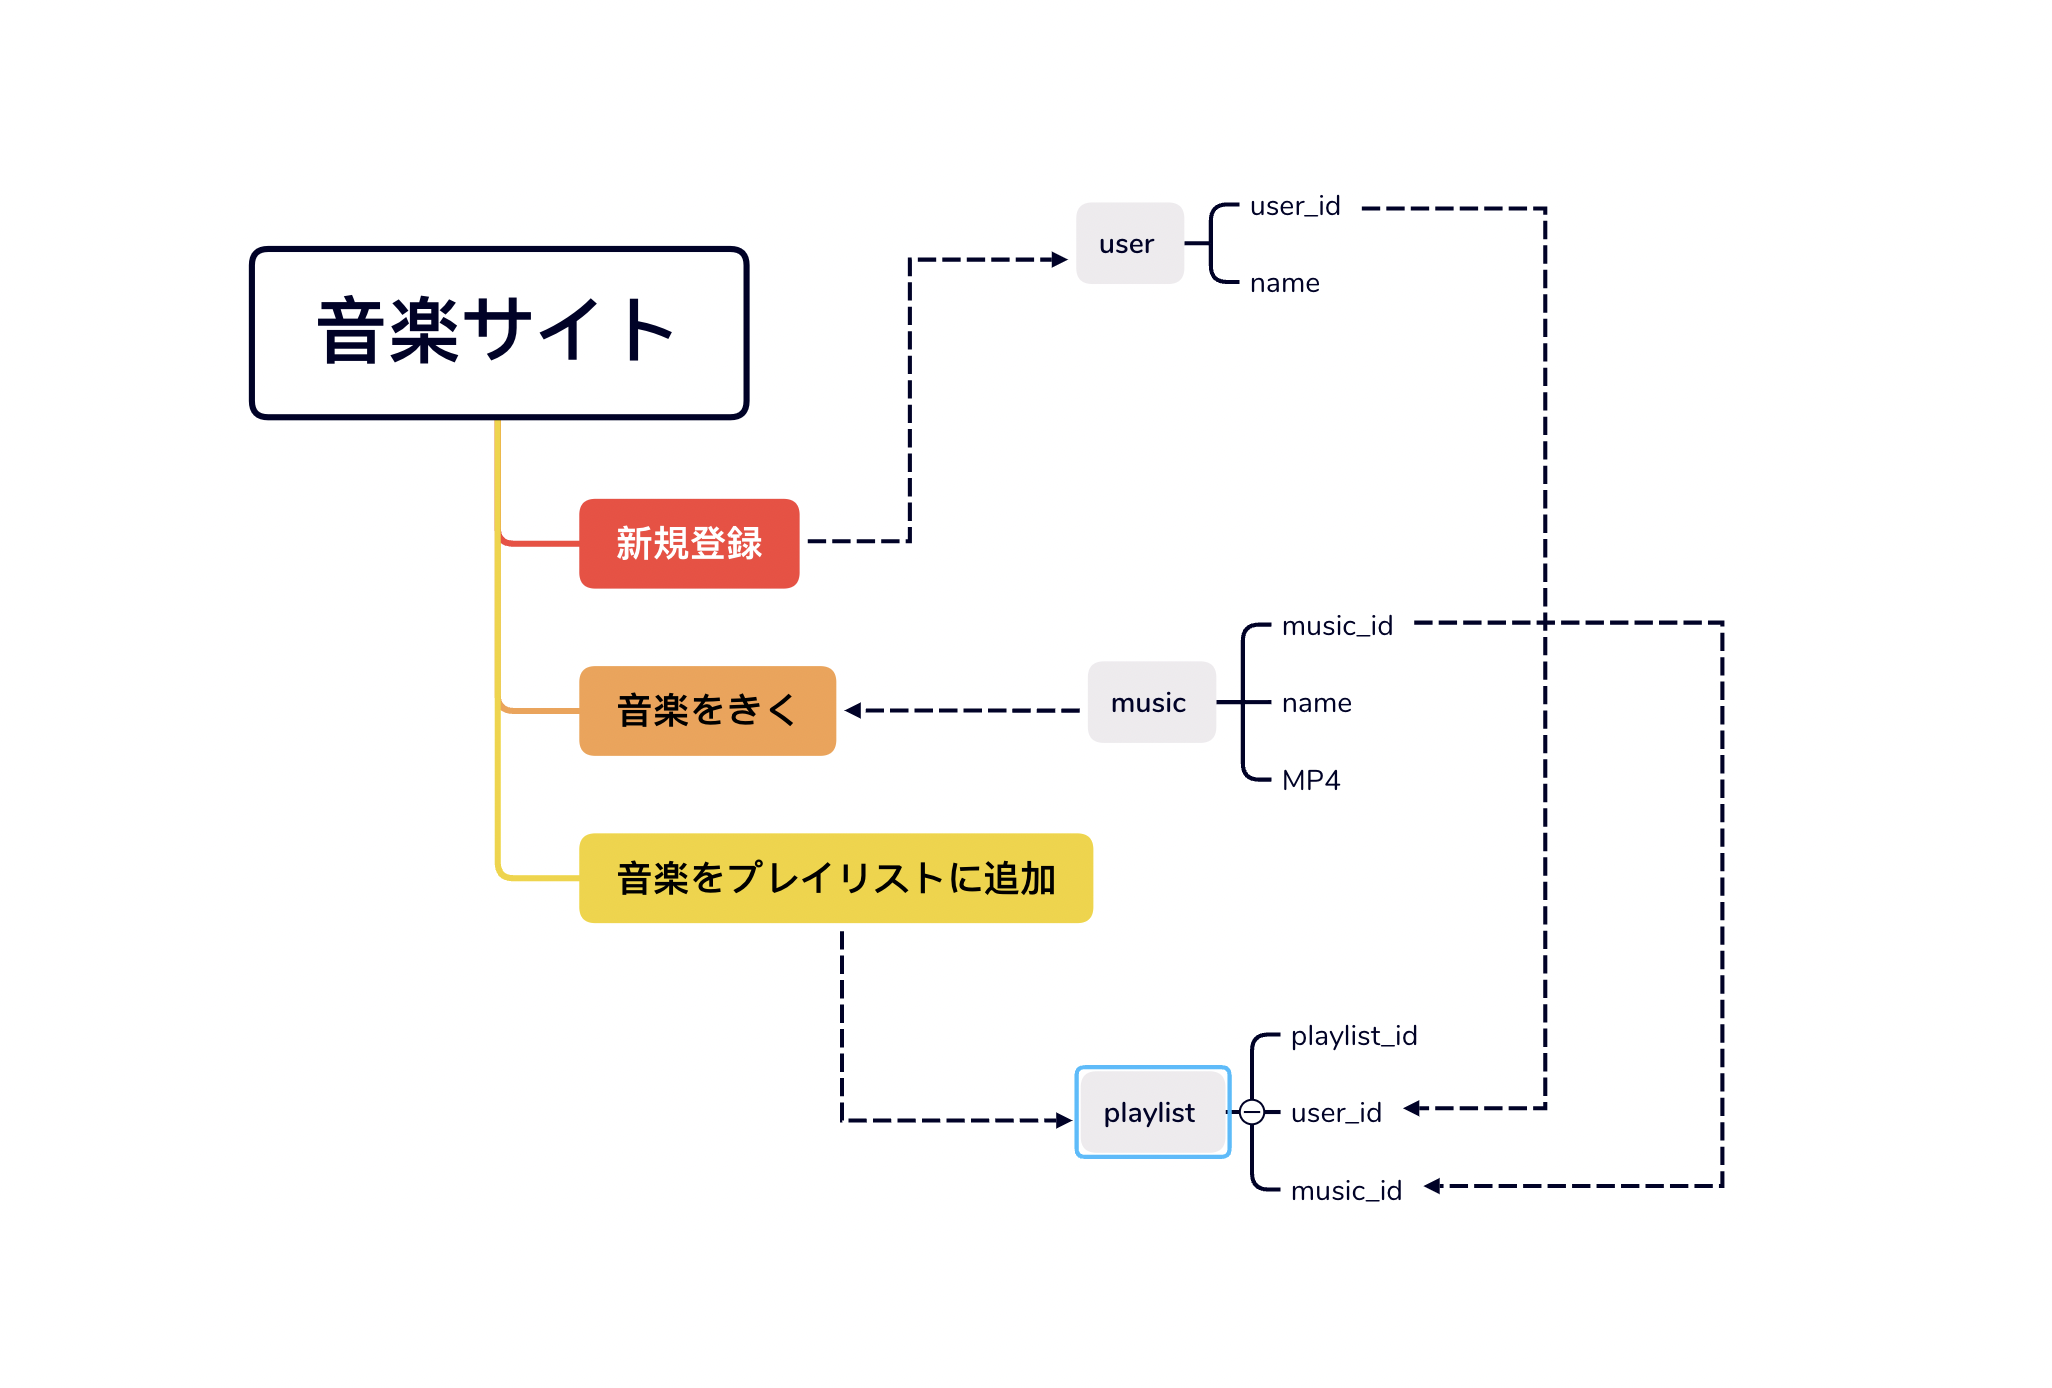 音楽サイト
新規登録
音楽をきく
音楽をプレイリストに追加
user
user_id
name
music
music_id
name
MP4
playlist
playlist_id
user_id
music_id